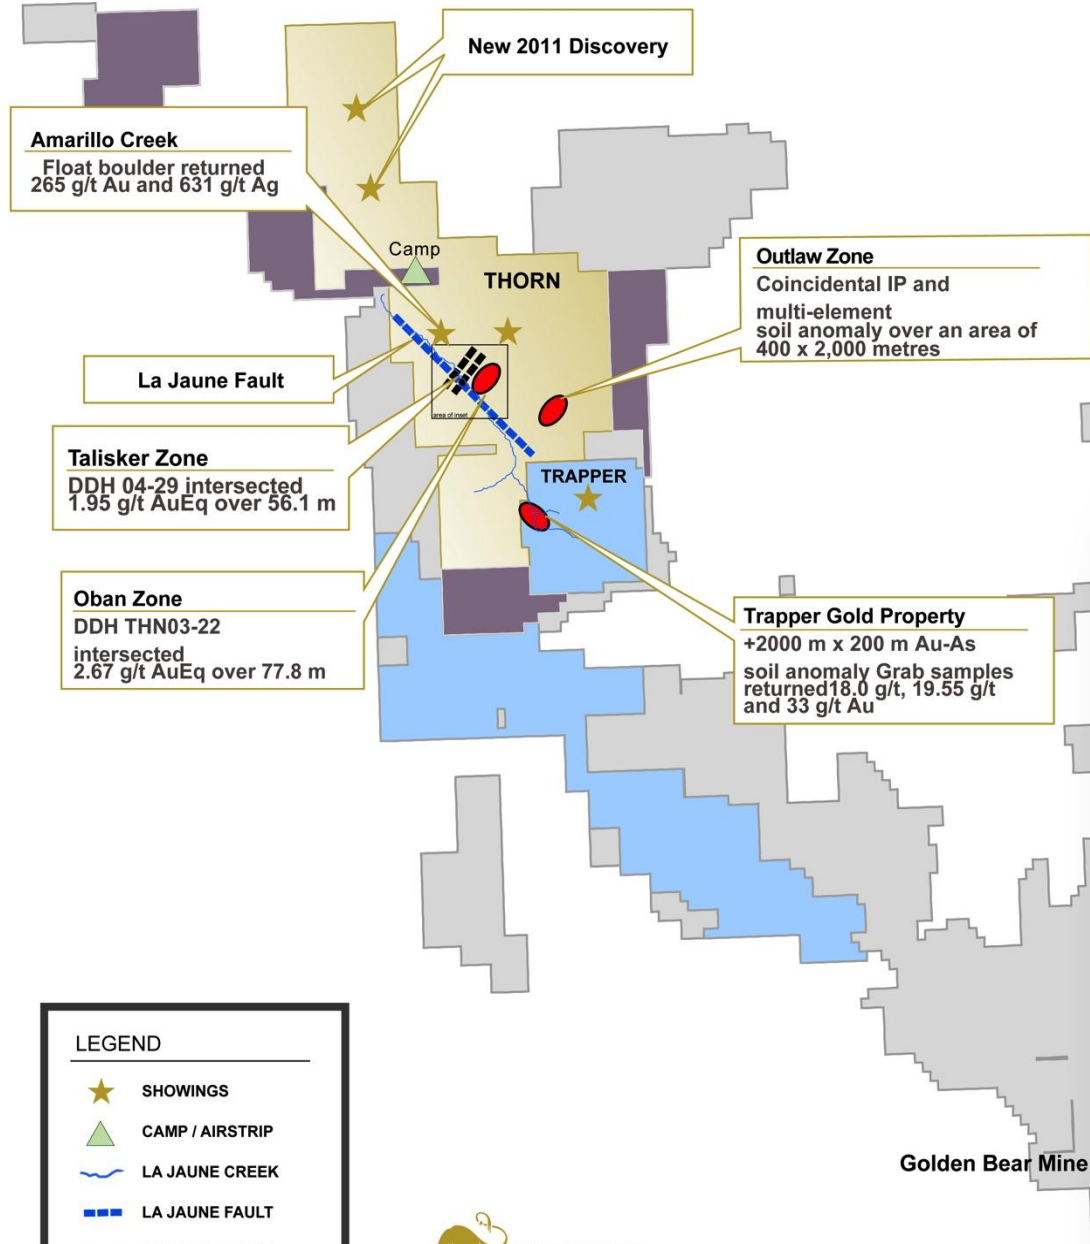 New 2011 Discovery
Amarillo Creek
Float boulder returned
265 g/t Au and 631 g/t Ag
Camp
THORN
Outlaw Zone
Coincidental IP and
multi-element
soil anomaly over an area of
400 x 2,000 metres
La Jaune Fault
area of inset
Talisker Zone
DDH 04-29 intersected
1.95 g/t AuEq over 56.1 m
TRAPPER
Oban Zone
DDH THN03-22
intersected
2.67 g/t AuEq over 77.8 m
Trapper Gold Property
+2000 m x 200 m Au-As
soil anomaly Grab samples
returned18.0 g/t, 19.55 g/t
and 33 g/t Au
LEGEND
SHOWINGS
CAMP / AIRSTRIP
LA JAUNE CREEK
LA JAUNE FAULT
Golden Bear Mine